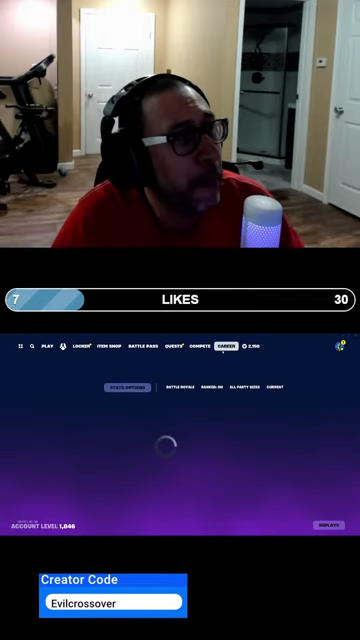 7 LIKES 30
PLAY LOCKER ITEM SHOP BATTLE PASS QUESTS COMPETE CAREER 2,150
STATS OPTIONS BATTLE ROYALE RANKED: ON ALL PARTY SIZES CURRENT
ACCOUNT LEVEL 1,846
REPLAYS
Creator Code
Evilcrossover